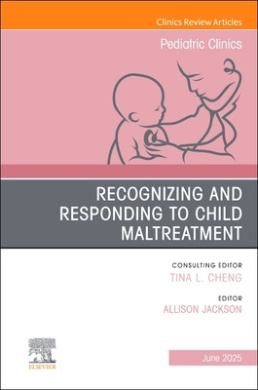 Clinics Review Articles
Pediatric Clinics
RECOGNIZING AND
RESPONDING TO CHILD
MALTREATMENT
CONSULTING EDITOR
TINA L. CHENG
EDITOR
ALLISON JACKSON
ELSEVIER
June 2025